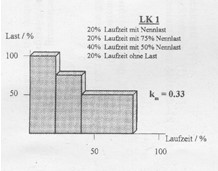 LK 1
20% Laufzeit mit Nennlast
20% Laufzeit mit 75% Nennlast
40% Laufzeit mit 50% Nennlast
20% Laufzeit ohne Last
Last / %
100
50
km = 0.33
Laufzeit / %
50
100